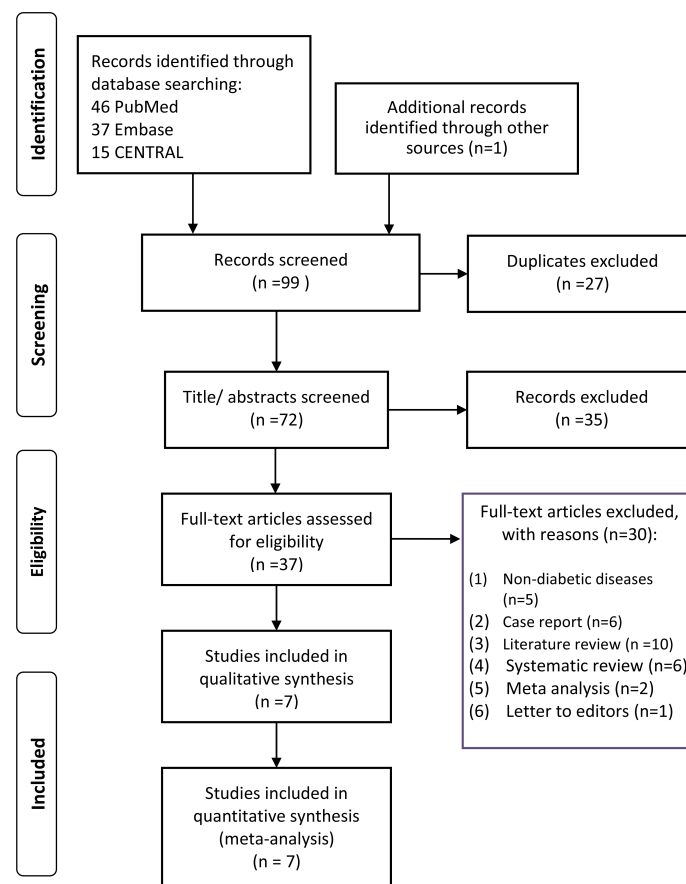 Identification
Records identified through
database searching:
46 PubMed
37 Embase
15 CENTRAL
Additional records
identified through other
sources (n=1)
Screening
Records screened
(n =99 )
Duplicates excluded
(n =27)
Title/ abstracts screened
(n =72)
Records excluded
(n =35)
Eligibility
Full-text articles assessed
for eligibility
(n =37)
Full-text articles excluded,
with reasons (n=30):
(1) Non-diabetic diseases
(n=5)
(2) Case report (n=6)
(3) Literature review (n =10)
(4) Systematic review (n=6)
(5) Meta analysis (n=2)
(6) Letter to editors (n=1)
Studies included in
qualitative synthesis
(n =7)
Included
Studies included in
quantitative synthesis
(meta-analysis)
(n = 7)